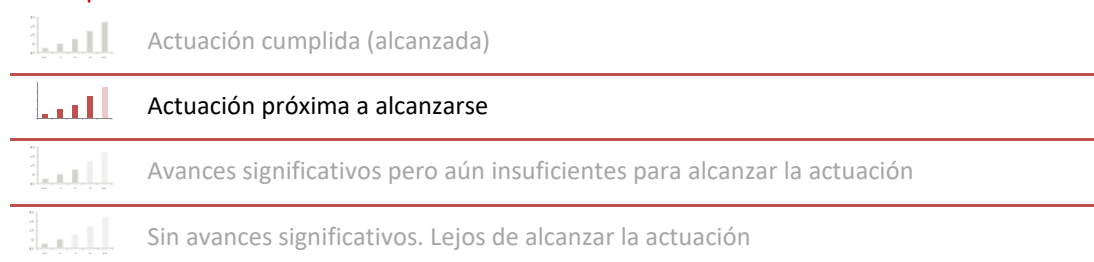 Actuación cumplida (alcanzada)
Actuación próxima a alcanzarse
Avances significativos pero aún insuficientes para alcanzar la actuación
Sin avances significativos. Lejos de alcanzar la actuación